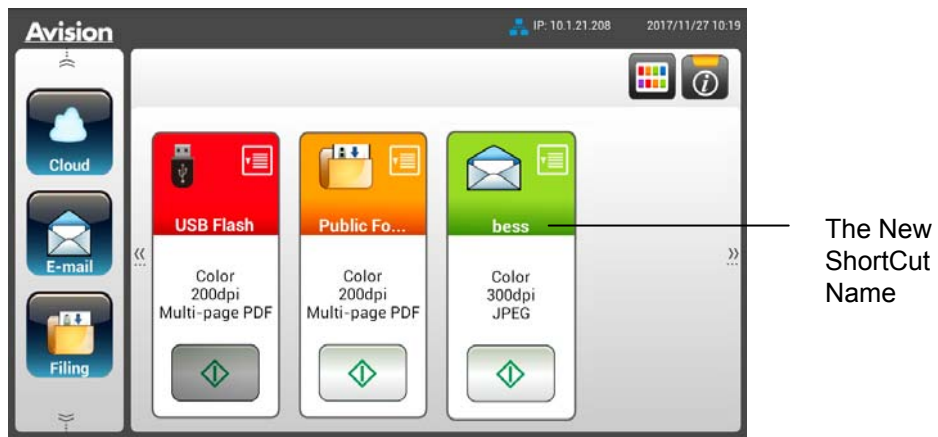 Avision
IP: 10.1.21.208
2017/11/27 10:19
Cloud
E-mail
Filing
USB Flash
Color
200dpi
Multi-page PDF
Public Fo...
Color
200dpi
Multi-page PDF
bess
Color
300dpi
JPEG
The New
ShortCut
Name